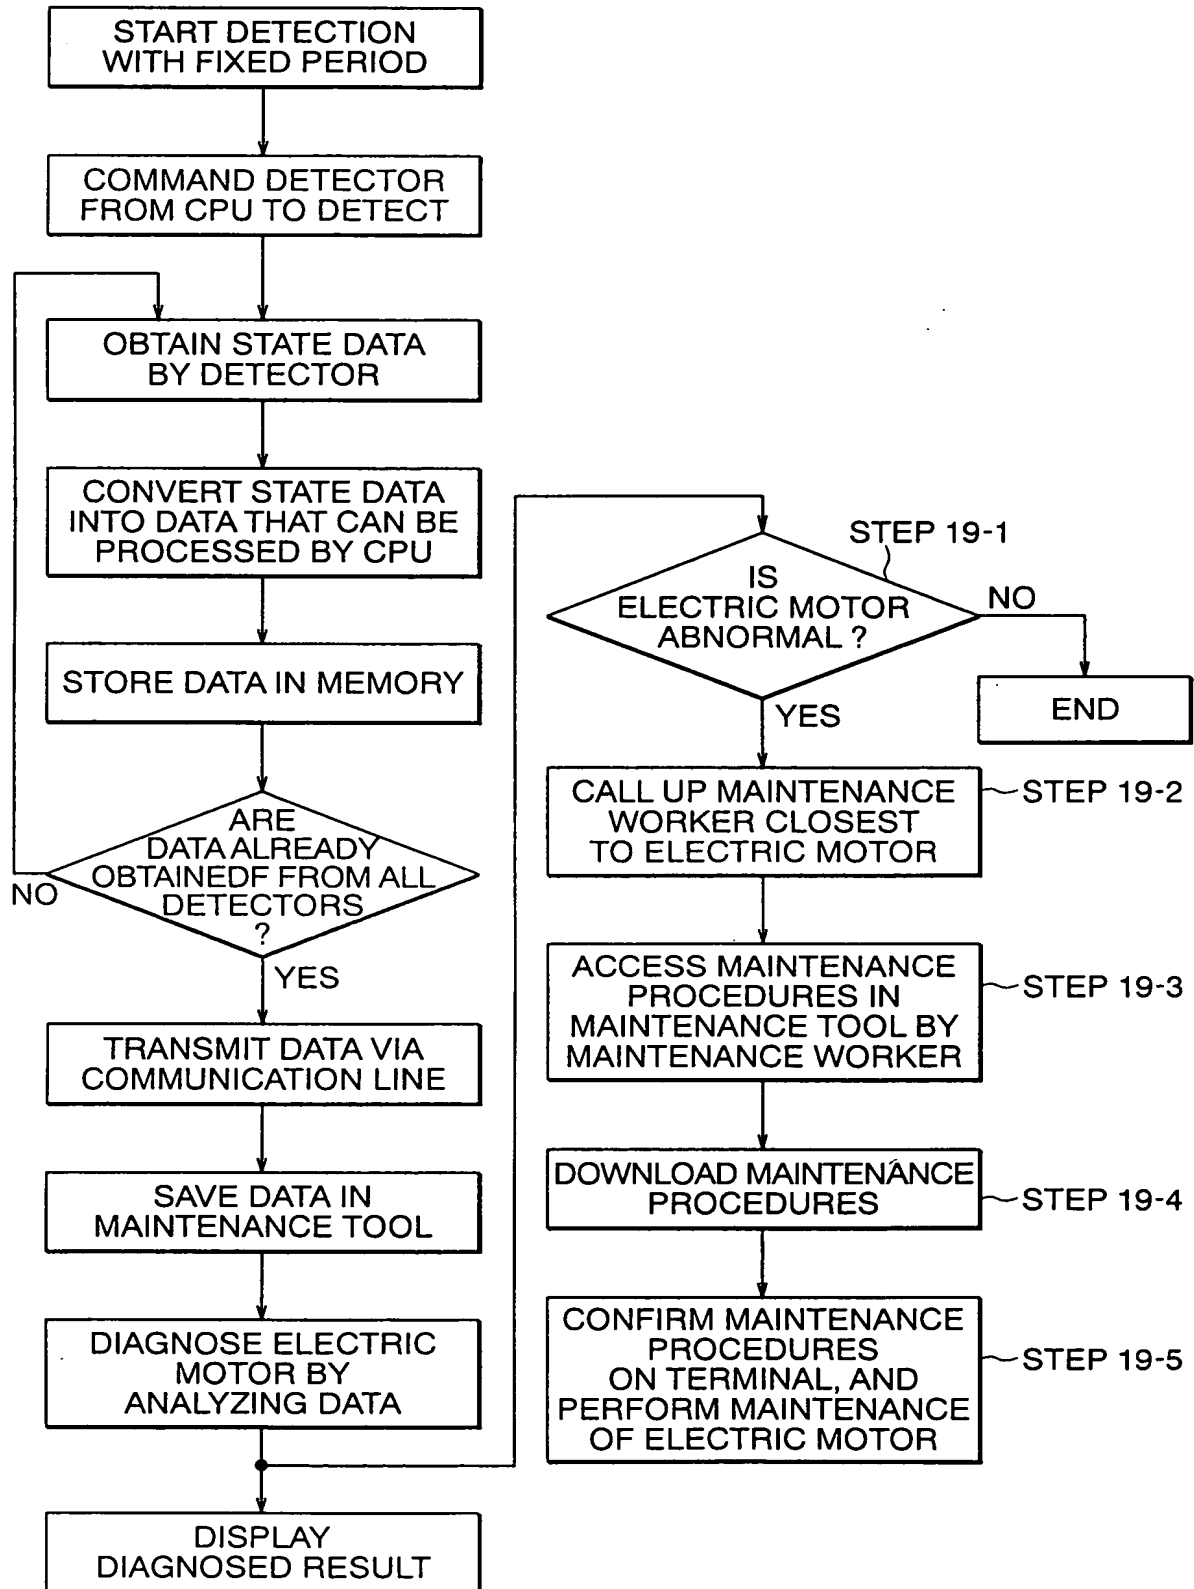 START DETECTION
WITH FIXED PERIOD
COMMAND DETECTOR
FROM CPU TO DETECT
OBTAIN STATE DATA
BY DETECTOR
CONVERT STATE DATA
INTO DATA THAT CAN BE
PROCESSED BY CPU
STORE DATA IN MEMORY
ARE
DATA ALREADY
OBTAINEDF FROM ALL
DETECTORS
?
NO
YES
TRANSMIT DATA VIA
COMMUNICATION LINE
SAVE DATA IN
MAINTENANCE TOOL
DIAGNOSE ELECTRIC
MOTOR BY
ANALYZING DATA
DISPLAY
DIAGNOSED RESULT
STEP 19-1
IS
ELECTRIC MOTOR
ABNORMAL ?
NO
END
YES
CALL UP MAINTENANCE
WORKER CLOSEST
TO ELECTRIC MOTOR
STEP 19-2
ACCESS MAINTENANCE
PROCEDURES IN
MAINTENANCE TOOL BY
MAINTENANCE WORKER
STEP 19-3
DOWNLOAD MAINTENANCE
PROCEDURES
STEP 19-4
CONFIRM MAINTENANCE
PROCEDURES
ON TERMINAL, AND
PERFORM MAINTENANCE
OF ELECTRIC MOTOR
STEP 19-5